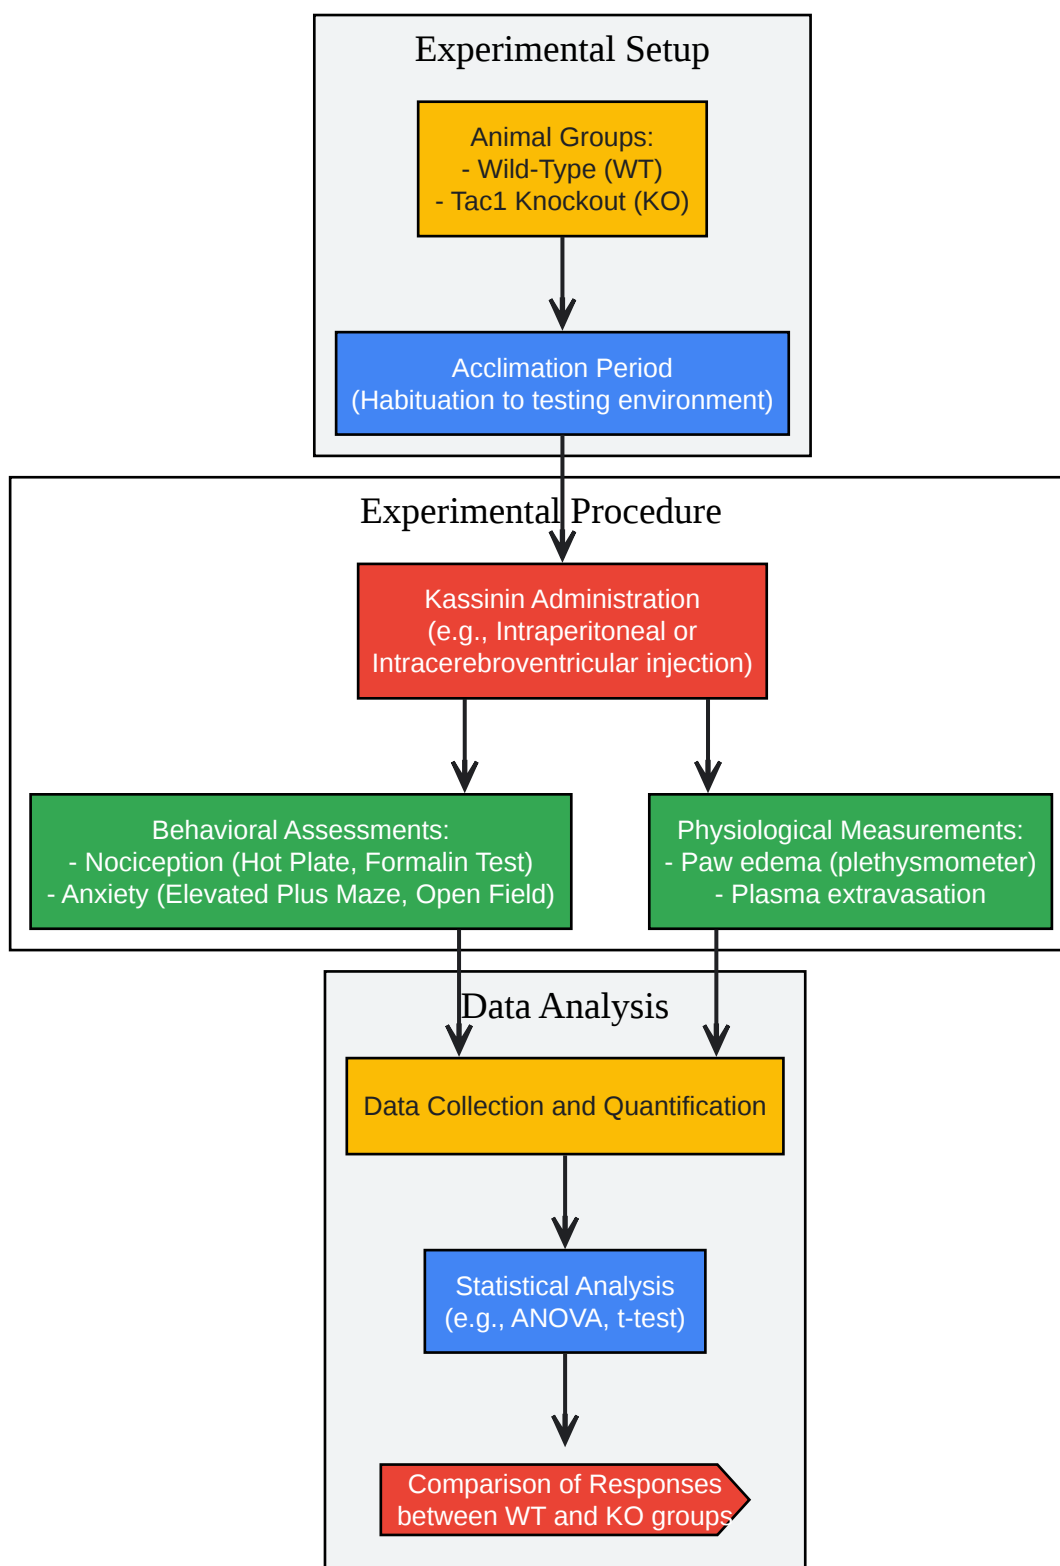 Experimental Setup
Animal Groups:
- Wild-Type (WT)
- Tac1 Knockout (KO)
Acclimation Period
(Habituation to testing environment)
Experimental Procedure
Kassinin Administration
(e.g., Intraperitoneal or
Intracerebroventricular injection)
Behavioral Assessments:
- Nociception (Hot Plate, Formalin Test)
- Anxiety (Elevated Plus Maze, Open Field)
Physiological Measurements:
- Paw edema (plethysmometer)
- Plasma extravasation
Data Analysis
Data Collection and Quantification
Statistical Analysis
(e.g., ANOVA, t-test)
Comparison of Responses
between WT and KO groups